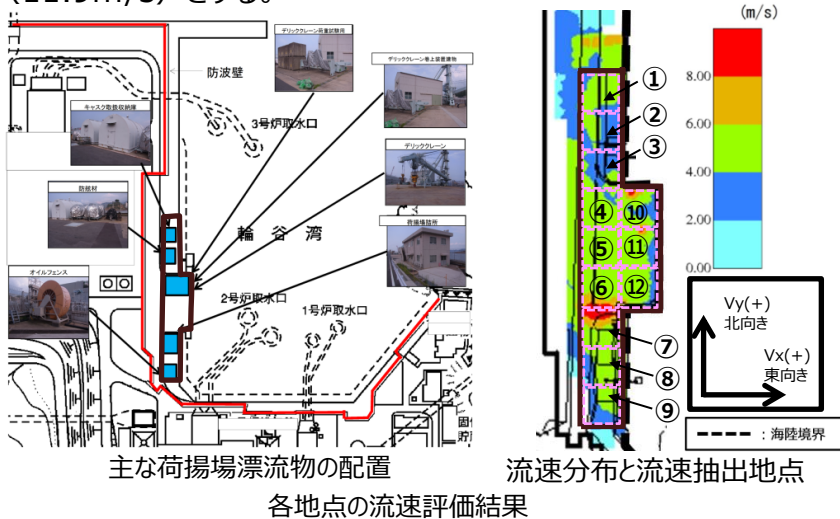 （11.9m/s）とする。
デリッククレーン荷重試験用
防波壁
デリッククレーン巻上装置建物
キャスク取扱収納庫
3号炉取水口
防舷材
デリッククレーン
荷揚場詰所
輪谷湾
オイルフェンス
2号炉取水口
1号炉取水口
主な荷揚場漂流物の配置
(m/s)
8.00
6.00
4.00
2.00
0.00
①
②
③
④ ⑩
⑤ ⑪
⑥ ⑫
⑦
⑧
⑨
Vy(+)
北向き
Vx(+)
東向き
：海陸境界
流速分布と流速抽出地点
各地点の流速評価結果